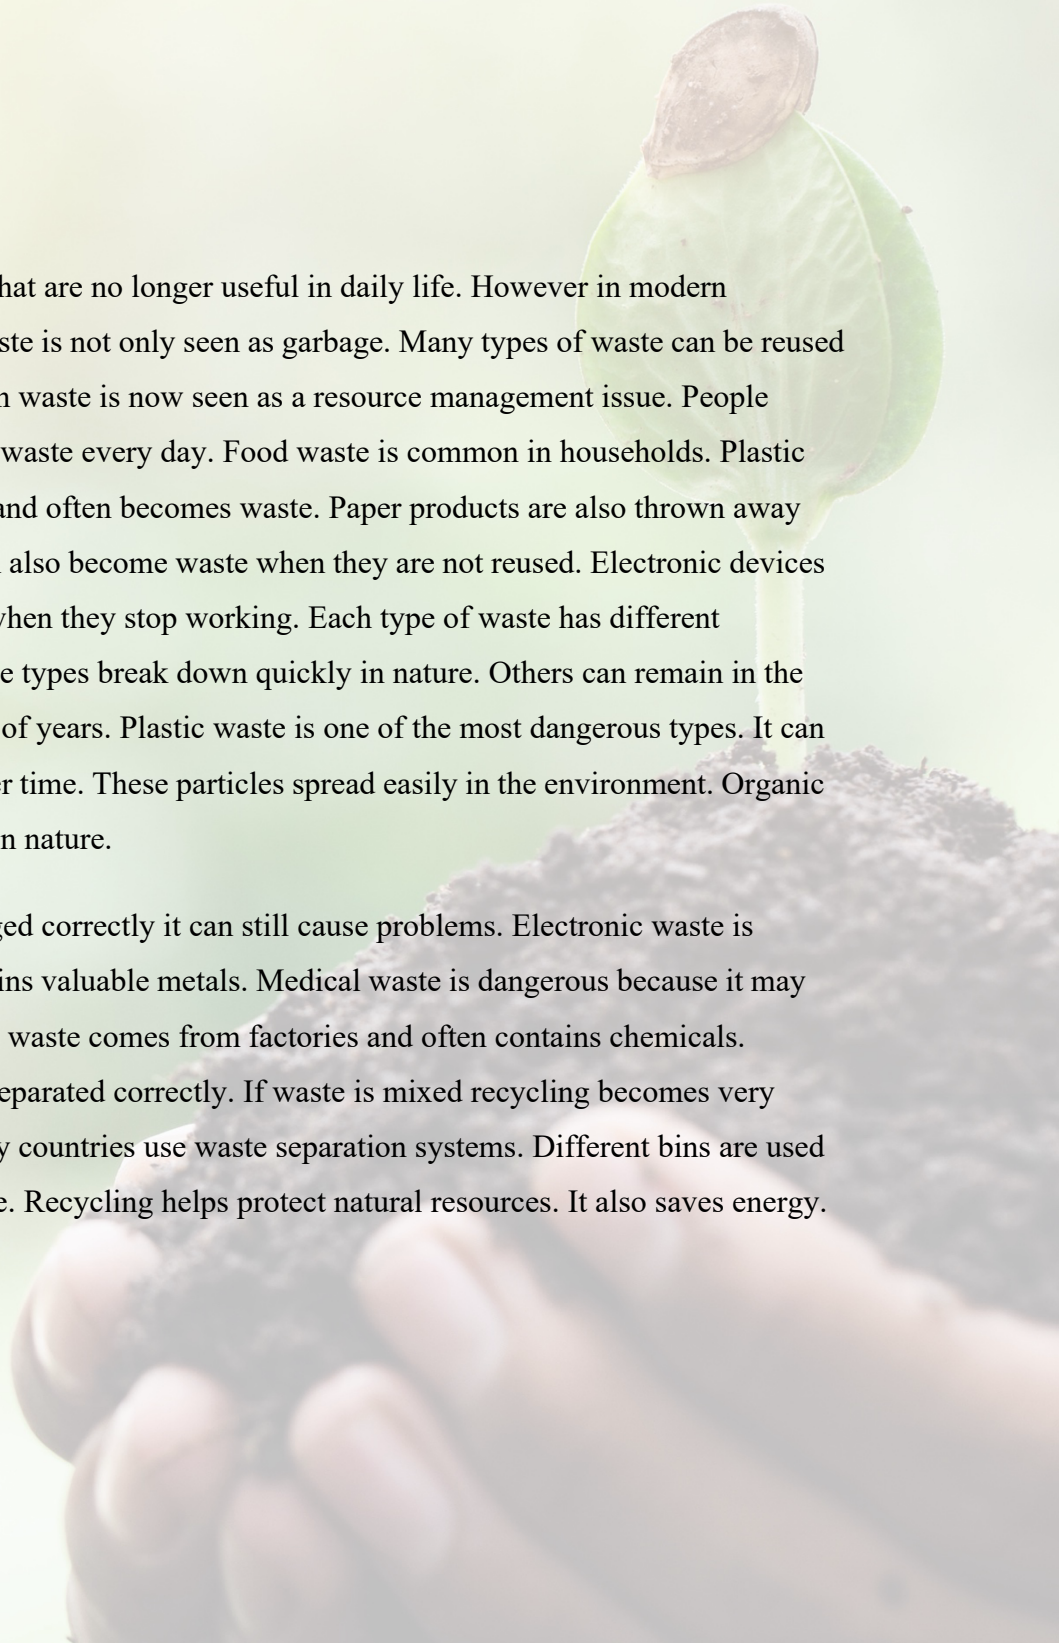 hat are no longer useful in daily life. However in modern
ste is not only seen as garbage. Many types of waste can be reused
waste is now seen as a resource management issue. People
waste every day. Food waste is common in households. Plastic
and often becomes waste. Paper products are also thrown away
also become waste when they are not reused. Electronic devices
when they stop working. Each type of waste has different
e types break down quickly in nature. Others can remain in the
of years. Plastic waste is one of the most dangerous types. It can
er time. These particles spread easily in the environment. Organic
n nature.
ged correctly it can still cause problems. Electronic waste is
ins valuable metals. Medical waste is dangerous because it may
waste comes from factories and often contains chemicals.
eparated correctly. If waste is mixed recycling becomes very
y countries use waste separation systems. Different bins are used
e. Recycling helps protect natural resources. It also saves energy.